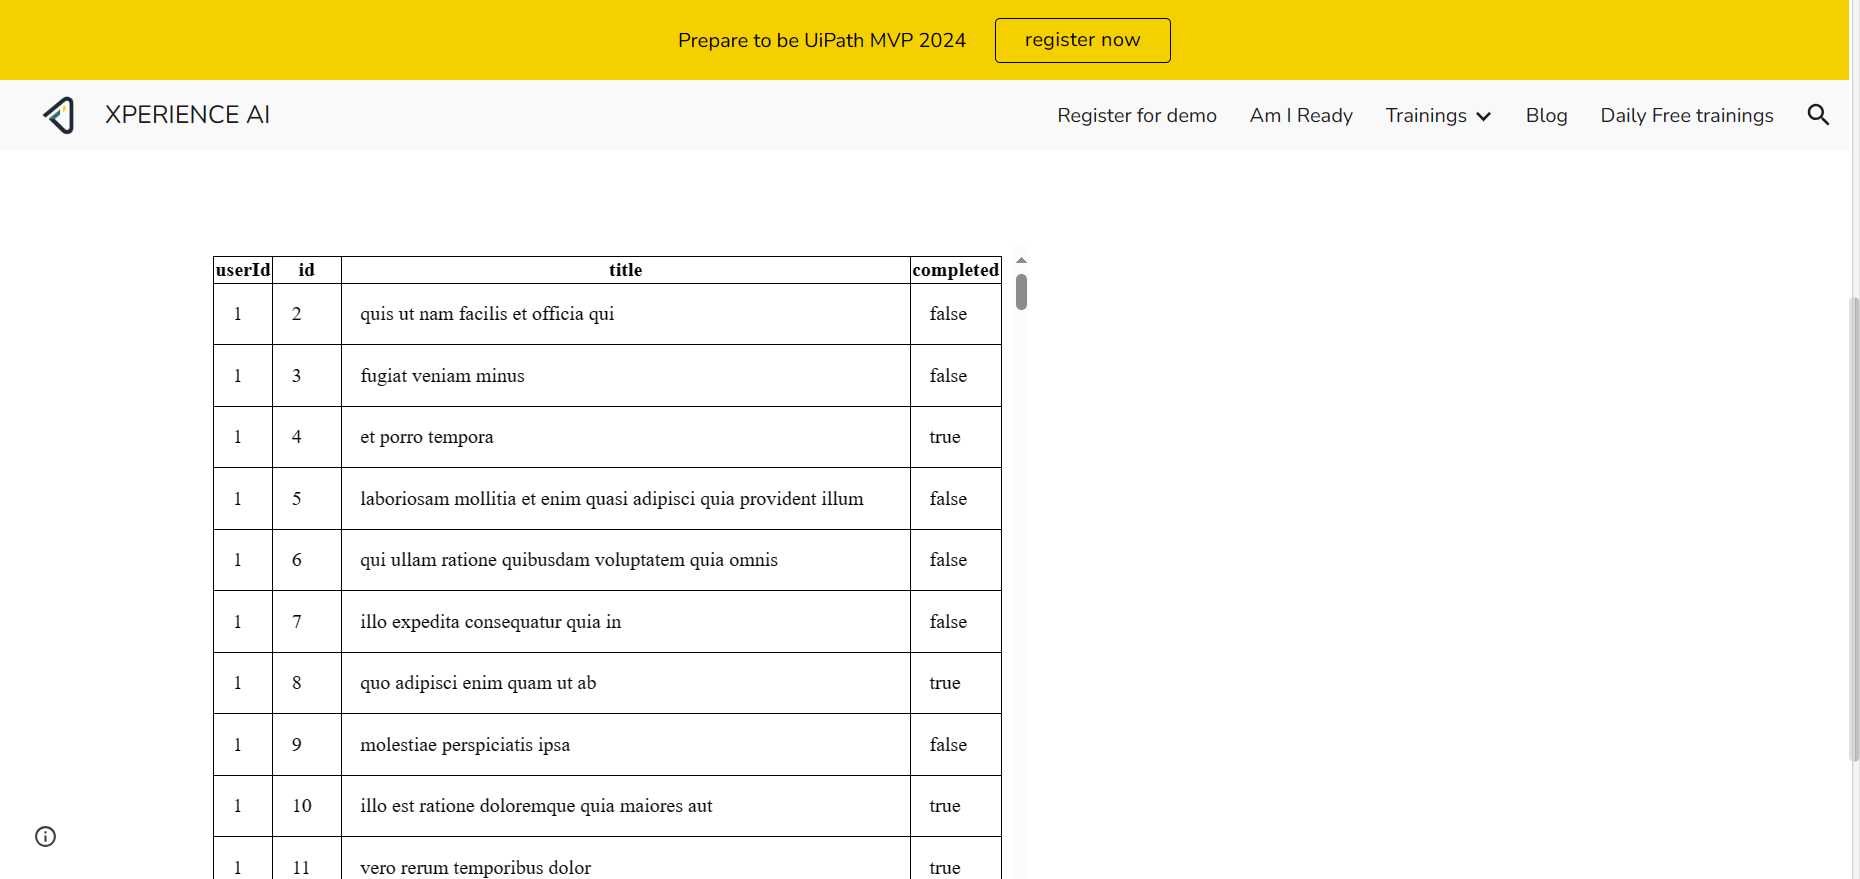 Prepare to be UiPath MVP 2024 register now
XPERIENCE AI Register for demo Am I Ready Trainings Blog Daily Free trainings
userId id title completed
1 2 quis ut nam facilis et officia qui false
1 3 fugiat veniam minus false
1 4 et porro tempora true
1 5 laboriosam mollitia et enim quasi adipisci quia provident illum false
1 6 qui ullam ratione quibusdam voluptatem quia omnis false
1 7 illo expedita consequatur quia in false
1 8 quo adipisci enim quam ut ab true
1 9 molestiae perspiciatis ipsa false
1 10 illo est ratione doloremque quia maiores aut true
1 11 vero rerum temporibus dolor true